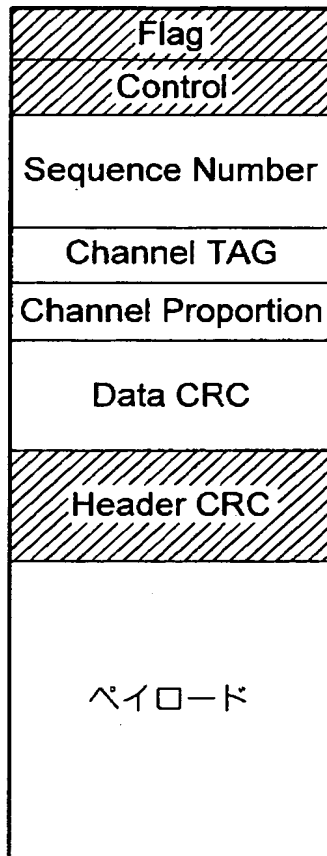 Flag
Control
Sequence Number
Channel TAG
Channel Proportion
Data CRC
Header CRC
ペイロード